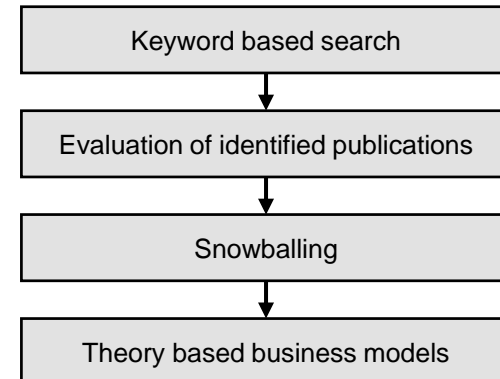 Keyword based search
Evaluation of identified publications
Snowballing
Theory based business models